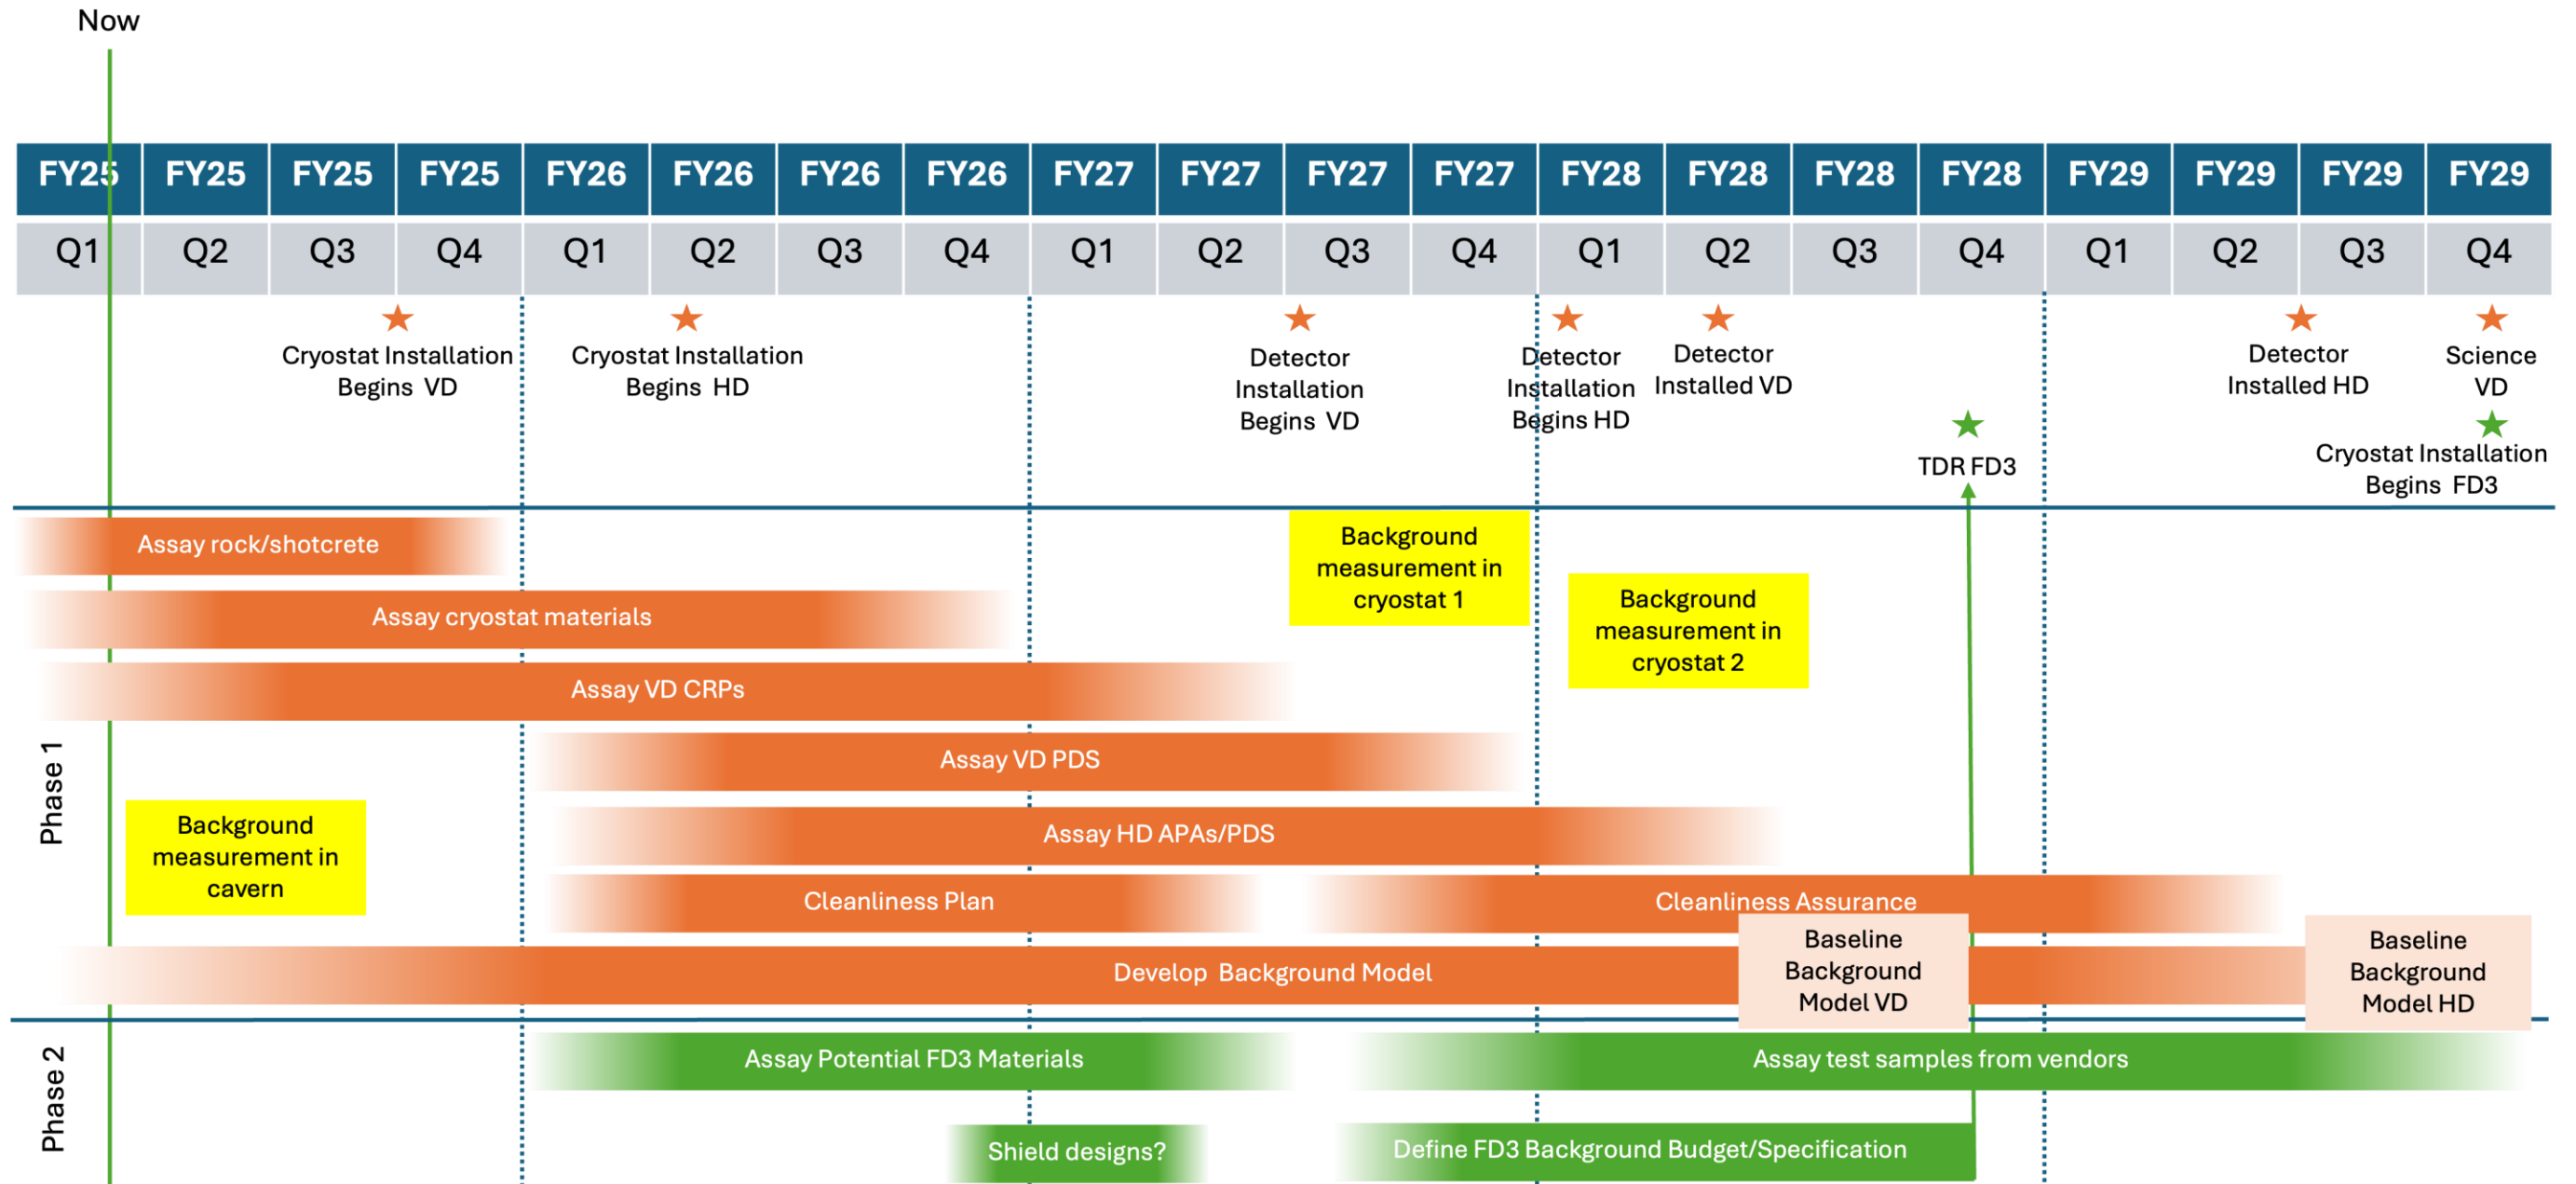 Now
FY25 FY25 FY25 FY25 FY26 FY26 FY26 FY26 FY27 FY27 FY27 FY27 FY28 FY28 FY28 FY28 FY29 FY29 FY29 FY29
Q1 Q2 Q3 Q4 Q1 Q2 Q3 Q4 Q1 Q2 Q3 Q4 Q1 Q2 Q3 Q4 Q1 Q2 Q3 Q4
Cryostat Installation
Begins VD
Cryostat Installation
Begins HD
Detector
Installation
Begins VD
Detector
Installation
Begins HD
Detector
Installed VD
TDR FD3
Detector
Installed HD
Science
VD
Cryostat Installation
Begins FD3
Phase 1
Assay rock/shotcrete
Background
measurement in
cryostat 1
Background
measurement in
cryostat 2
Assay cryostat materials
Assay VD CRPs
Assay VD PDS
Background
measurement in
cavern
Assay HD APAs/PDS
Cleanliness Plan
Cleanliness Assurance
Develop Background Model
Baseline
Background
Model VD
Baseline
Background
Model HD
Phase 2
Assay Potential FD3 Materials
Assay test samples from vendors
Shield designs?
Define FD3 Background Budget/Specification